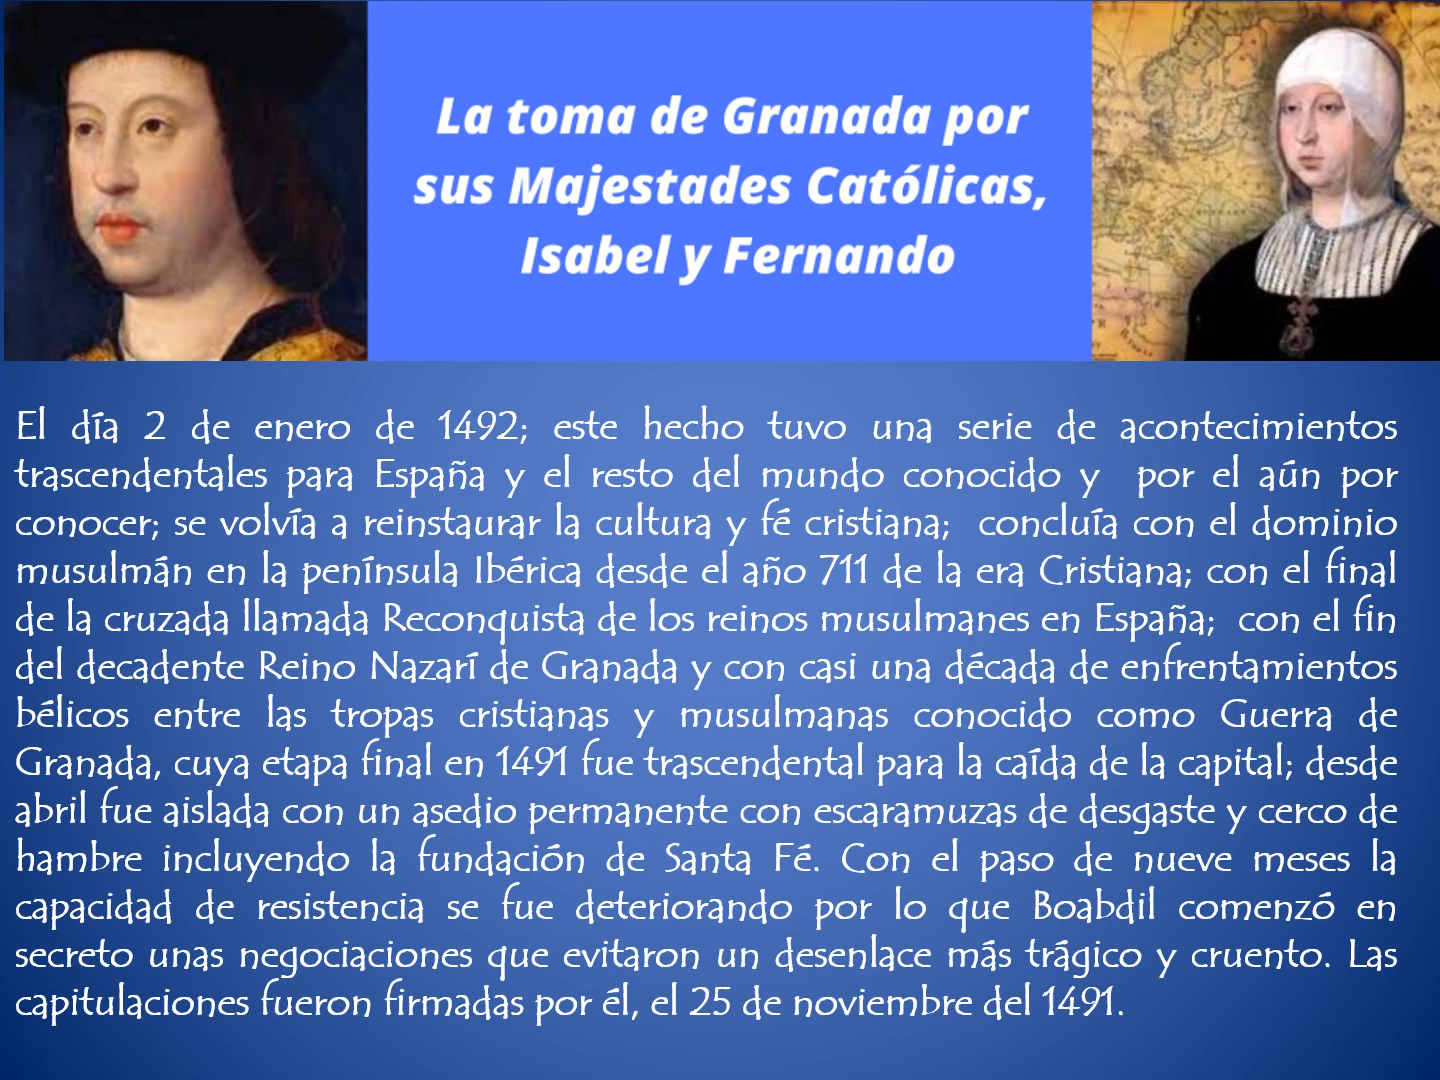 La toma de Granada por
sus Majestades Católicas,
Isabel y Fernando
El día 2 de enero de 1492; este hecho tuvo una serie de acontecimientos
trascendentales para España y el resto del mundo conocido y por el aún por
conocer; se volvía a reinstaurar la cultura y fé cristiana; concluía con el dominio
musulmán en la península Ibérica desde el año 711 de la era Cristiana; con el final
de la cruzada llamada Reconquista de los reinos musulmanes en España; con el fin
del decadente Reino Nazarí de Granada y con casi una década de enfrentamientos
bélicos entre las tropas cristianas y musulmanas conocido como Guerra de
Granada, cuya etapa final en 1491 fue trascendental para la caída de la capital; desde
abril fue aislada con un asedio permanente con escaramuzas de desgaste y cerco de
hambre incluyendo la fundación de Santa Fé. Con el paso de nueve meses la
capacidad de resistencia se fue deteriorando por lo que Boabdil comenzó en
secreto unas negociaciones que evitaron un desenlace más trágico y cruento. Las
capitulaciones fueron firmadas por él, el 25 de noviembre del 1491.